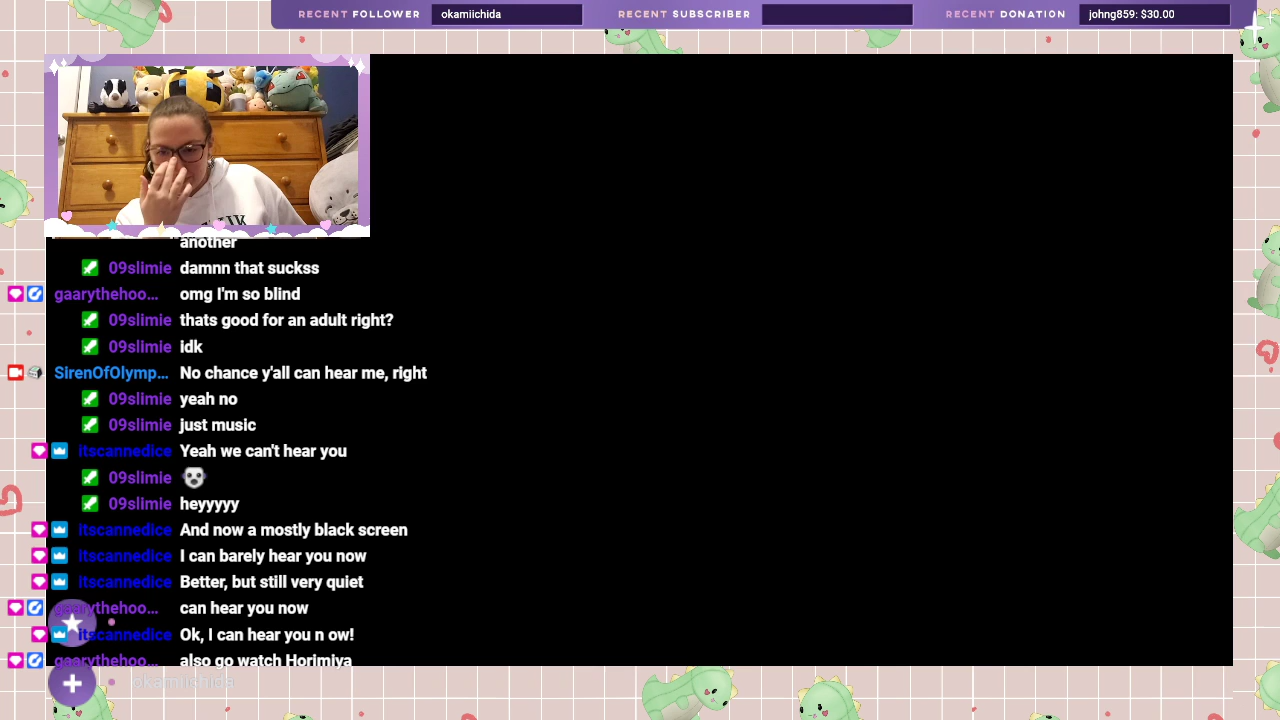 RECENT FOLLOWER okamiichida RECENT SUBSCRIBER RECENT DONATION johng859: $30.00
another
09slimie damnn that suckss
gaarythehoo... omg I'm so blind
09slimie thats good for an adult right?
09slimie idk
SirenOfOlymp... No chance y'all can hear me, right
09slimie yeah no
09slimie just music
itscannedice Yeah we can't hear you
09slimie
09slimie heyyyyy
itscannedice And now a mostly black screen
itscannedice I can barely hear you now
itscannedice Better, but still very quiet
gaarythehoo... can hear you now
itscannedice Ok, I can hear you n ow!
gaarythehoo... also go watch Horimiya
okamiichida